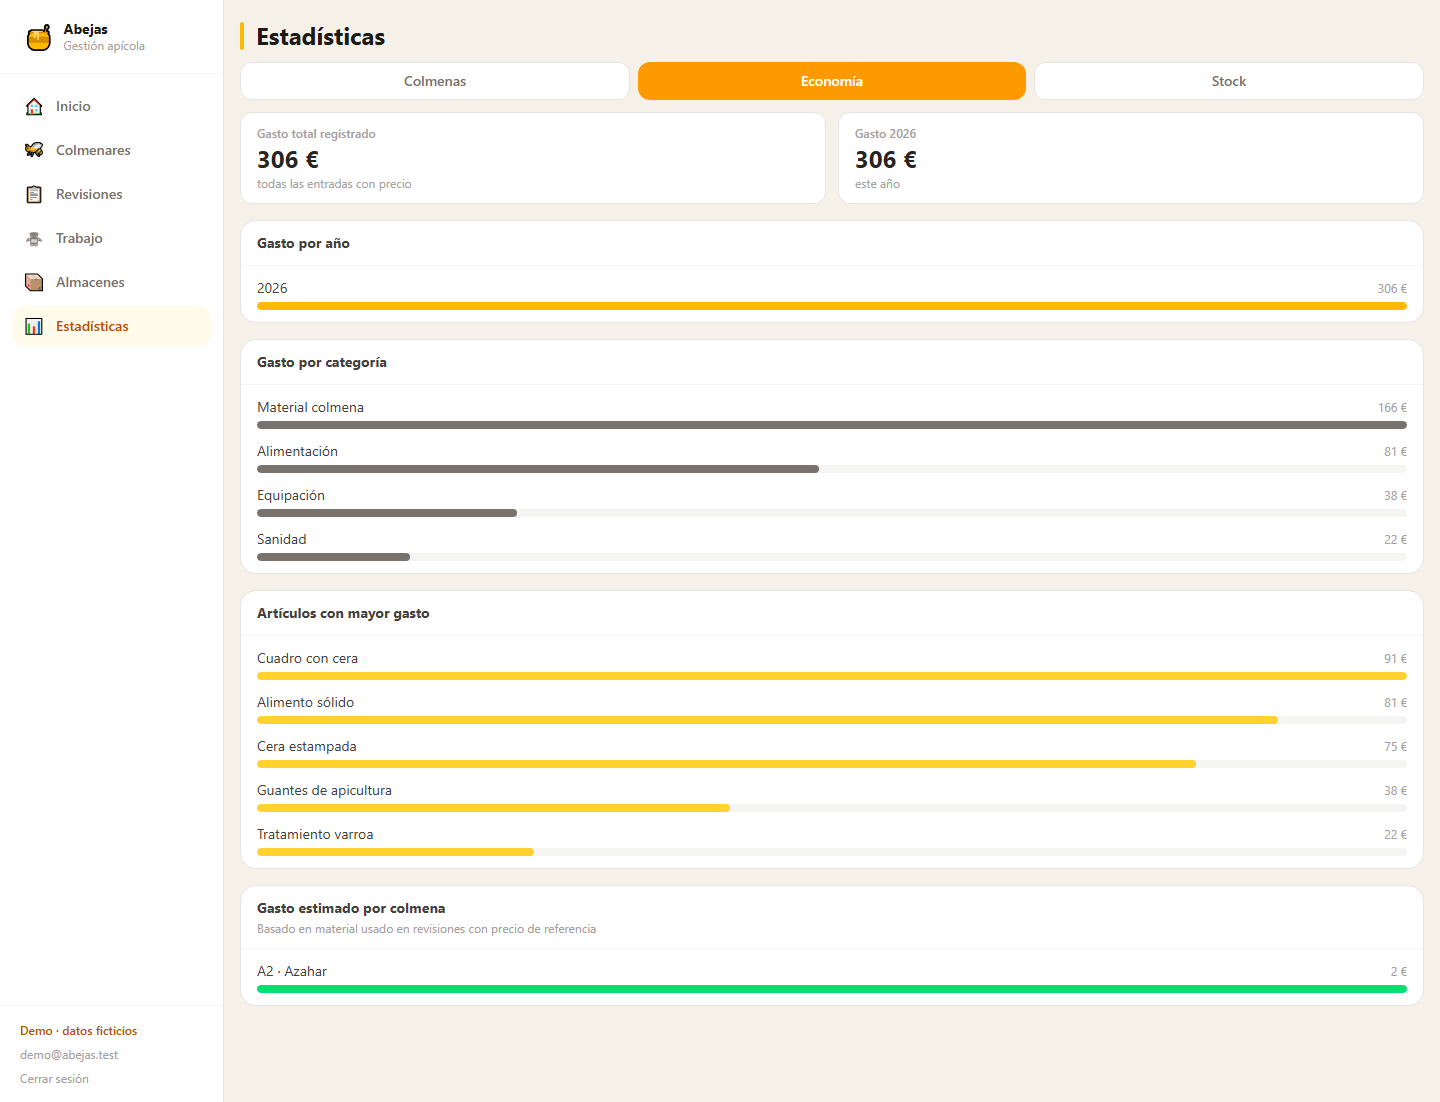 Abejas
Gestión apícola
Inicio
Colmenares
Revisiones
Trabajo
Almacenes
Estadísticas
Demo · datos ficticios
demo@abejas.test
Cerrar sesión
Estadísticas
Colmenas
Economía
Stock
Gasto total registrado
306 €
todas las entradas con precio
Gasto 2026
306 €
este año
Gasto por año
2026 306 €
Gasto por categoría
Material colmena 166 €
Alimentación 81 €
Equipación 38 €
Sanidad 22 €
Artículos con mayor gasto
Cuadro con cera 91 €
Alimento sólido 81 €
Cera estampada 75 €
Guantes de apicultura 38 €
Tratamiento varroa 22 €
Gasto estimado por colmena
Basado en material usado en revisiones con precio de referencia
A2 · Azahar 2 €